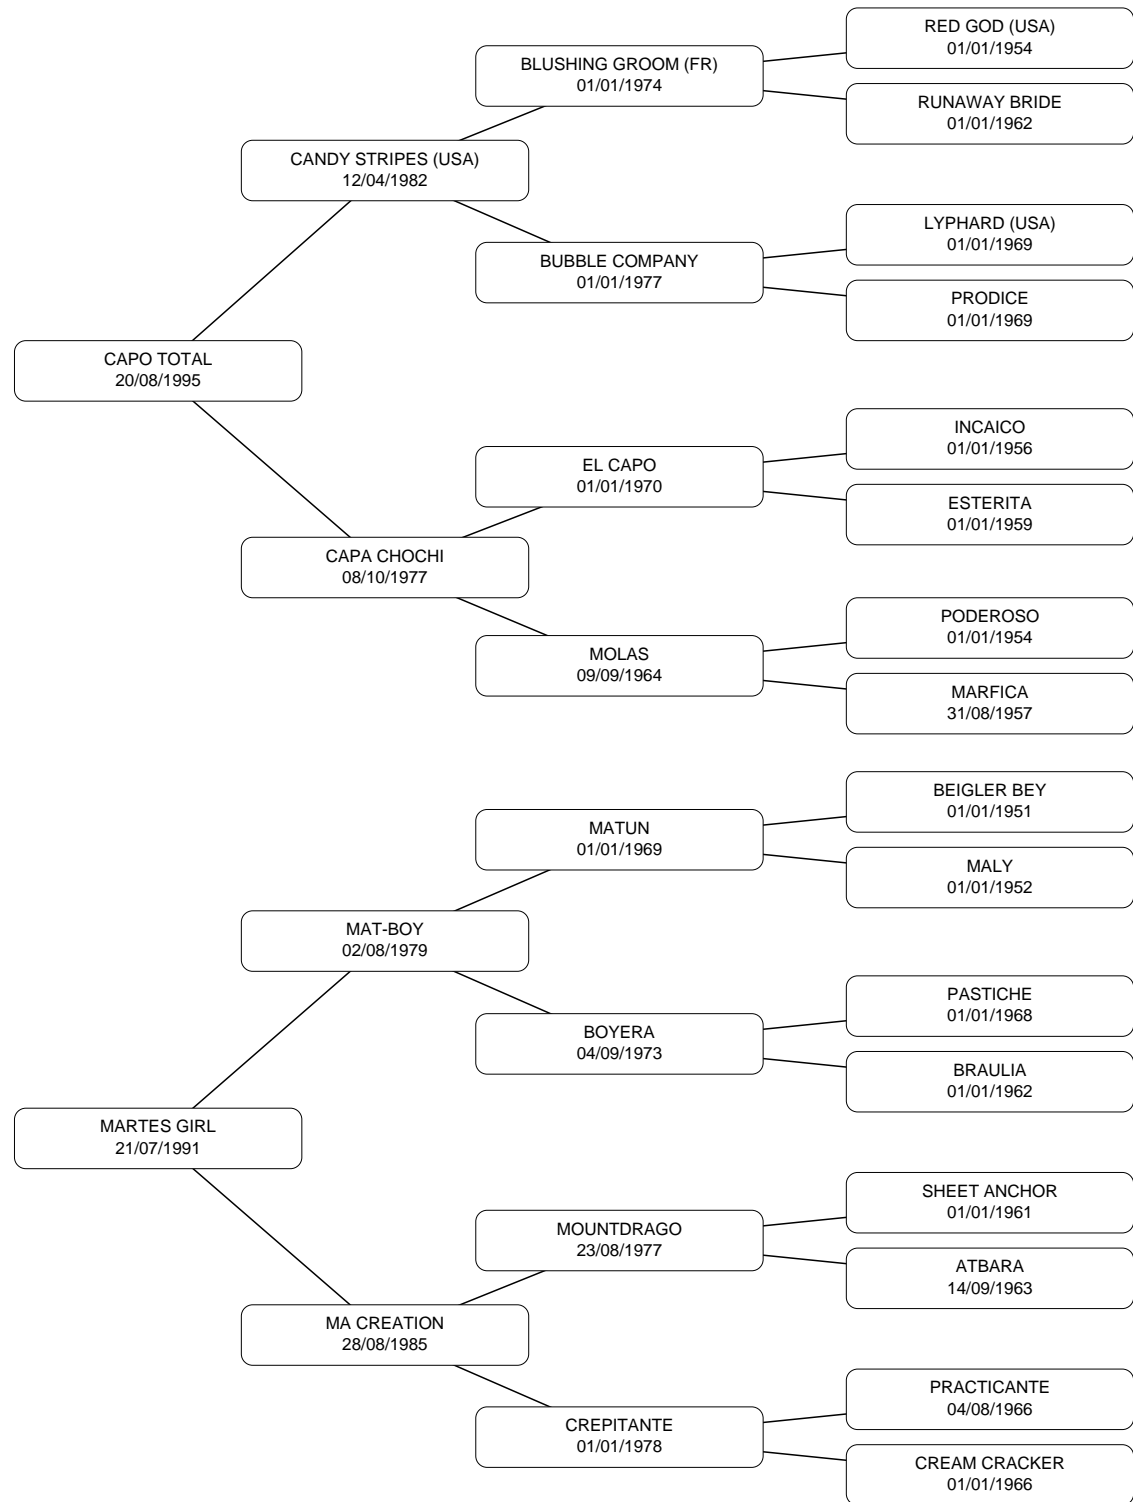 RED GOD (USA)
01/01/1954
BLUSHING GROOM (FR)
01/01/1974
RUNAWAY BRIDE
01/01/1962
CANDY STRIPES (USA)
12/04/1982
LYPHARD (USA)
01/01/1969
BUBBLE COMPANY
01/01/1977
PRODICE
01/01/1969
CAPO TOTAL
20/08/1995
INCAICO
01/01/1956
EL CAPO
01/01/1970
ESTERITA
01/01/1959
CAPA CHOCHI
08/10/1977
PODEROSO
01/01/1954
MOLAS
09/09/1964
MARFICA
31/08/1957
BEIGLER BEY
01/01/1951
MATUN
01/01/1969
MALY
01/01/1952
MAT-BOY
02/08/1979
PASTICHE
01/01/1968
BOYERA
04/09/1973
BRAULIA
01/01/1962
MARTES GIRL
21/07/1991
SHEET ANCHOR
01/01/1961
MOUNTDRAGO
23/08/1977
ATBARA
14/09/1963
MA CREATION
28/08/1985
PRACTICANTE
04/08/1966
CREPITANTE
01/01/1978
CREAM CRACKER
01/01/1966